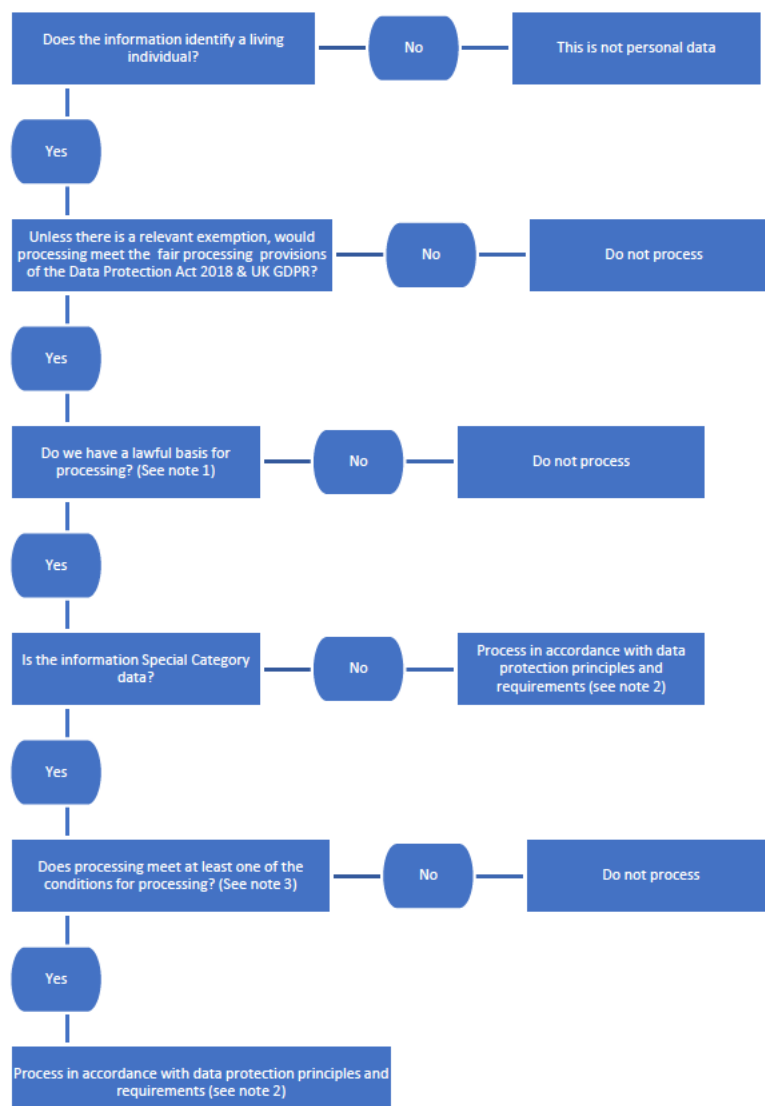 Does the information identify a living
individual?
No
This is not personal data
Yes
Unless there is a relevant exemption, would
processing meet the fair processing provisions
of the Data Protection Act 2018 & UK GDPR?
No
Do not process
Yes
Do we have a lawful basis for
processing? (See note 1)
No
Do not process
Yes
Is the information Special Category
data?
No
Process in accordance with data
protection principles and
requirements (see note 2)
Yes
Does processing meet at least one of the
conditions for processing? (See note 3)
No
Do not process
Yes
Process in accordance with data protection principles and
requirements (see note 2)